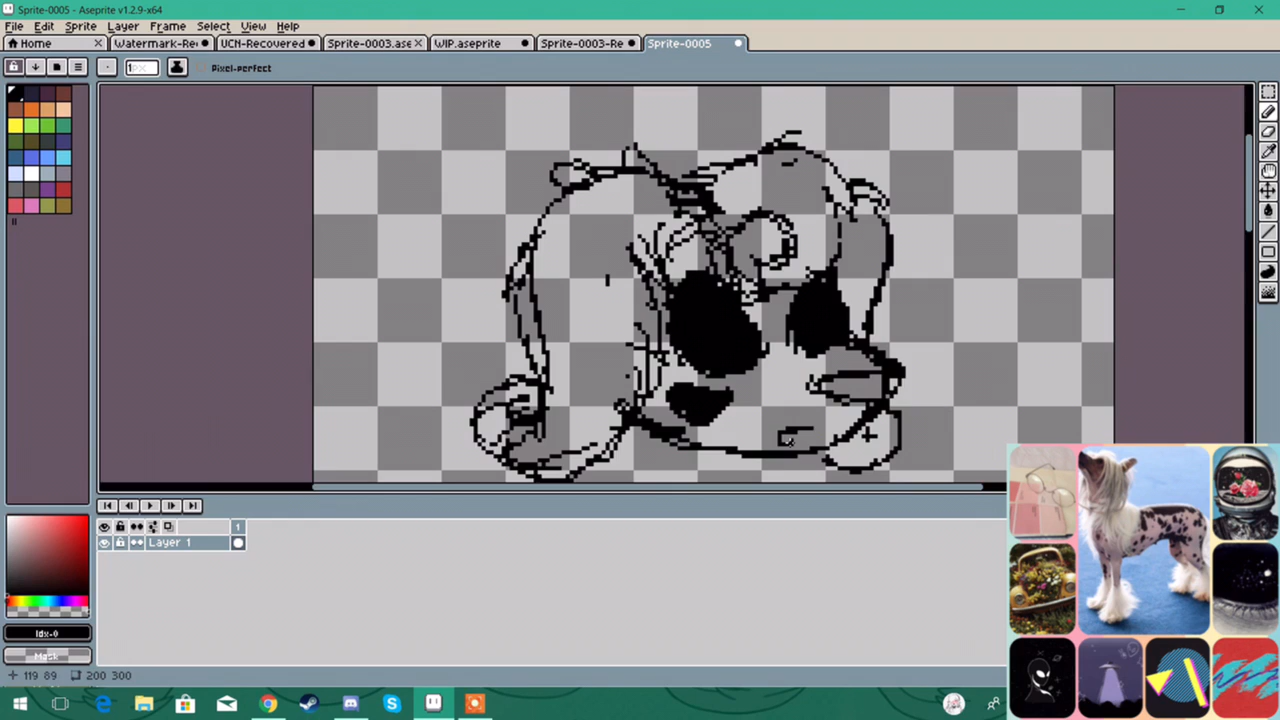 Sprite-0005 - Aseprite v1.2.9-x64
File Edit Sprite Layer Frame Select View Help
Home Watermark-Re UCN-Recovered Sprite-0003.ase WIP.aseprite Sprite-0003-Re Sprite-0005
Pixel-perfect
1
Layer 1
Idx-0
Mask
119 89 200 300